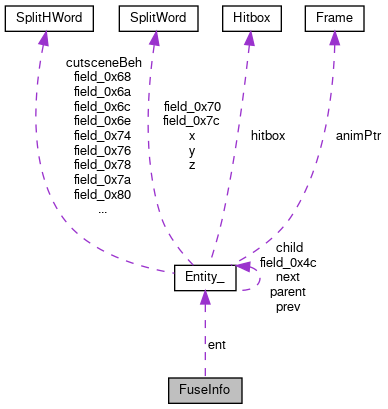 SplitHWord
SplitWord
Hitbox
Frame
cutsceneBeh
field_0x68
field_0x6a
field_0x6c
field_0x6e
field_0x74
field_0x76
field_0x78
field_0x7a
field_0x80
...
field_0x70
field_0x7c
x
y
z
hitbox
animPtr
Entity_
child
field_0x4c
next
parent
prev
ent
FuseInfo